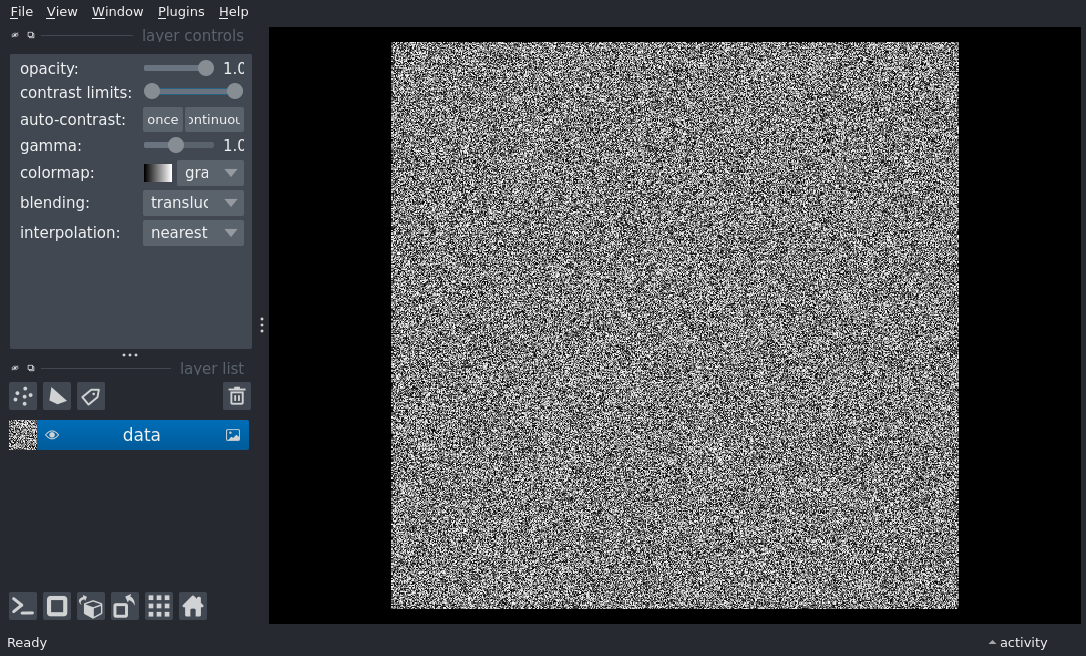 File View Window Plugins Help
layer controls
opacity: 1.0
contrast limits:
auto-contrast: once ontinuou
gamma: 1.0
colormap: gra
blending: transluc
interpolation: nearest
layer list
data
Ready
activity